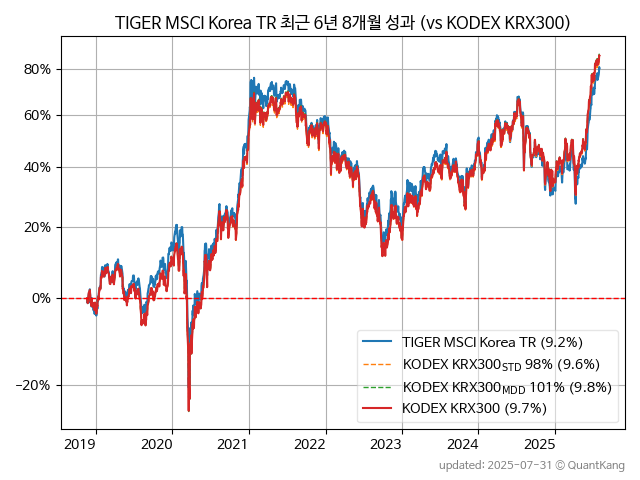 TIGER MSCI Korea TR 최근 6년 8개월 성과 (vs KODEX KRX300)
80%
60%
40%
20%
0%
−20%
TIGER MSCI Korea TR (9.2%)
KODEX KRX300STD 98% (9.6%)
KODEX KRX300MDD 101% (9.8%)
KODEX KRX300 (9.7%)
2019 2020 2021 2022 2023 2024 2025
updated: 2025-07-31 © QuantKang